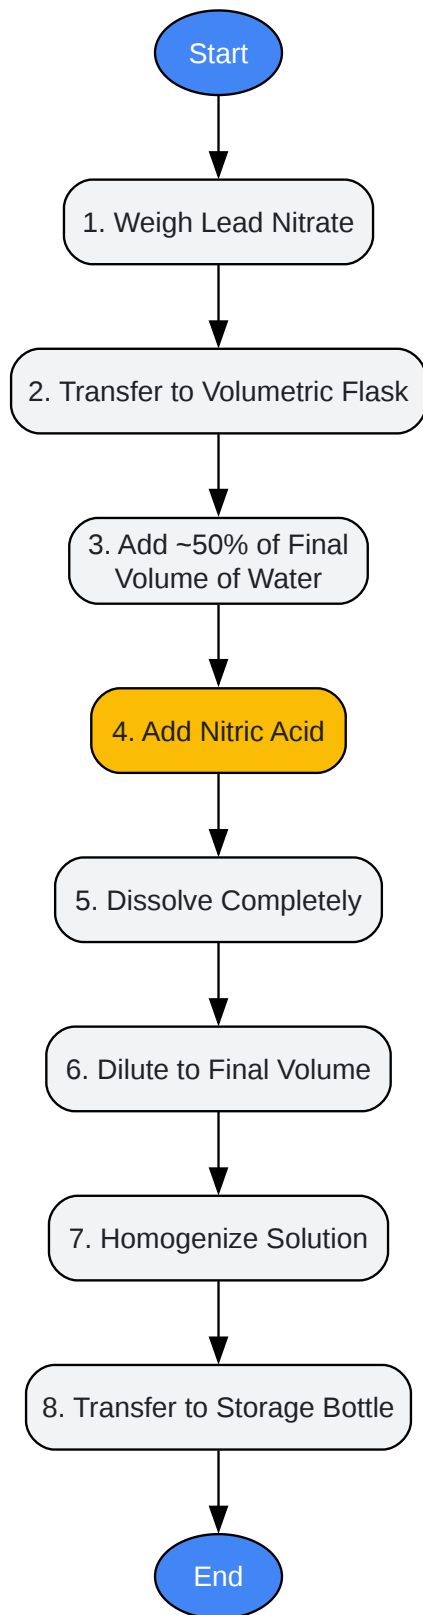 Start
1. Weigh Lead Nitrate
2. Transfer to Volumetric Flask
3. Add ~50% of Final
Volume of Water
4. Add Nitric Acid
5. Dissolve Completely
6. Dilute to Final Volume
7. Homogenize Solution
8. Transfer to Storage Bottle
End